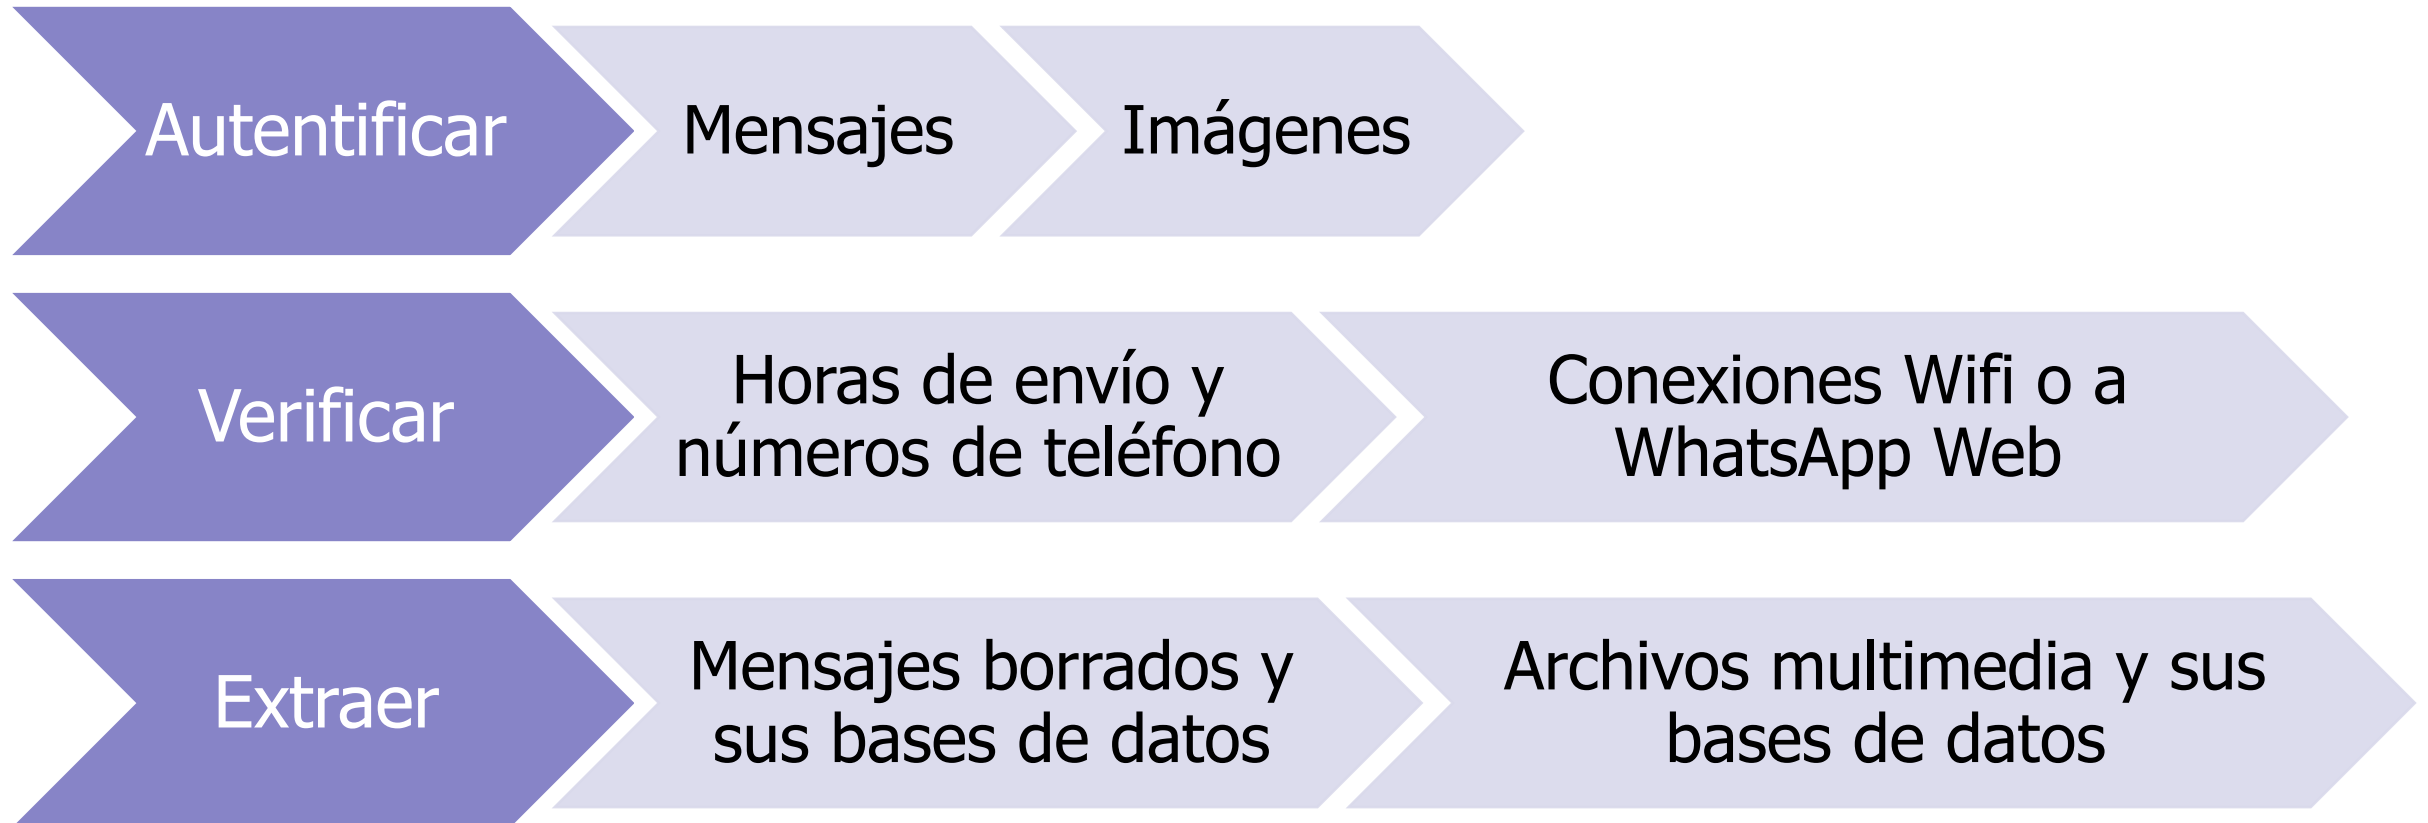 Autentificar
Mensajes
Imágenes
Verificar
Horas de envío y
números de teléfono
Conexiones Wifi o a
WhatsApp Web
Extraer
Mensajes borrados y
sus bases de datos
Archivos multimedia y sus
bases de datos